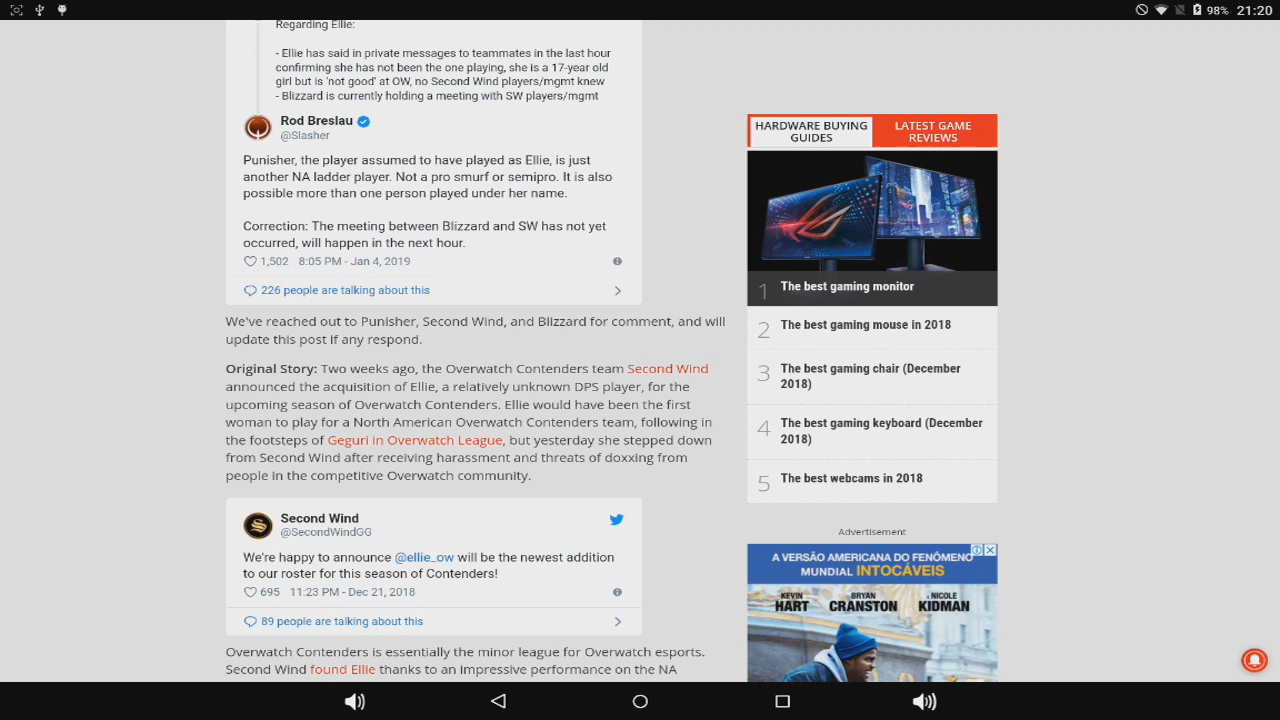 98% 21:20
Regarding Ellie:
- Ellie has said in private messages to teammates in the last hour
confirming she has not been the one playing, she is a 17-year old
girl but is 'not good' at OW, no Second Wind players/mgmt knew
- Blizzard is currently holding a meeting with SW players/mgmt
Rod Breslau
@Slasher
Punisher, the player assumed to have played as Ellie, is just
another NA ladder player. Not a pro smurf or semipro. It is also
possible more than one person played under her name.
Correction: The meeting between Blizzard and SW has not yet
occurred, will happen in the next hour.
1,502 8:05 PM - Jan 4, 2019
226 people are talking about this
We've reached out to Punisher, Second Wind, and Blizzard for comment, and will
update this post if any respond.
Original Story: Two weeks ago, the Overwatch Contenders team Second Wind
announced the acquisition of Ellie, a relatively unknown DPS player, for the
upcoming season of Overwatch Contenders. Ellie would have been the first
woman to play for a North American Overwatch Contenders team, following in
the footsteps of Geguri in Overwatch League, but yesterday she stepped down
from Second Wind after receiving harassment and threats of doxxing from
people in the competitive Overwatch community.
Second Wind
@SecondWindGG
We're happy to announce @ellie_ow will be the newest addition
to our roster for this season of Contenders!
695 11:23 PM - Dec 21, 2018
89 people are talking about this
Overwatch Contenders is essentially the minor league for Overwatch esports.
Second Wind found Ellie thanks to an impressive performance on the NA
HARDWARE BUYING
GUIDES
LATEST GAME
REVIEWS
1 The best gaming monitor
2 The best gaming mouse in 2018
3 The best gaming chair (December
2018)
4 The best gaming keyboard (December
2018)
5 The best webcams in 2018
Advertisement
A VERSÃO AMERICANA DO FENÔMENO
MUNDIAL INTOCÁVEIS
KEVIN HART BRYAN CRANSTON NICOLE KIDMAN